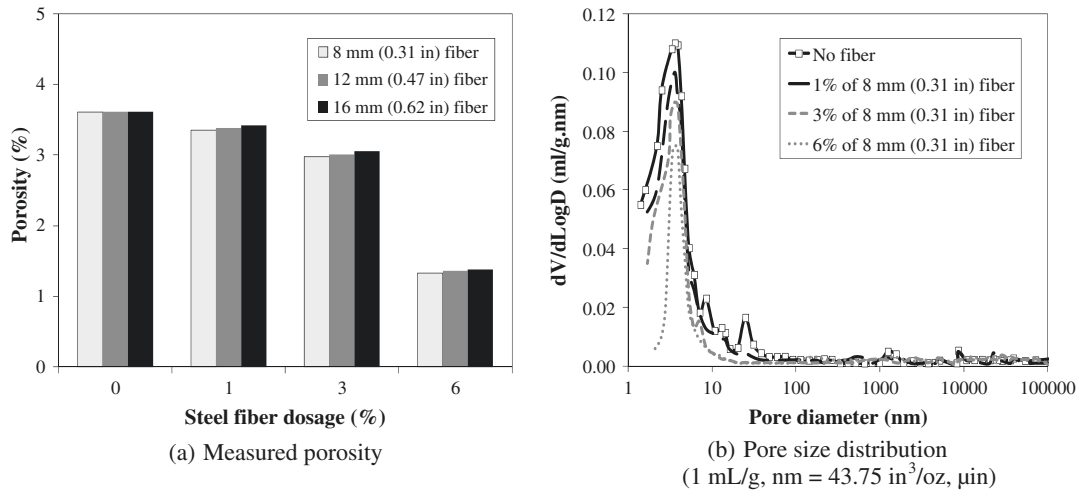 5
4
3
2
1
0
Porosity (%)
8 mm (0.31 in) fiber
12 mm (0.47 in) fiber
16 mm (0.62 in) fiber
0 1 3 6
Steel fiber dosage (%)
(a) Measured porosity
0.12
0.10
0.08
0.06
0.04
0.02
0.00
dV/dLogD (ml/g.nm)
No fiber
1% of 8 mm (0.31 in) fiber
3% of 8 mm (0.31 in) fiber
6% of 8 mm (0.31 in) fiber
1 10 100 1000 10000 100000
Pore diameter (nm)
(b) Pore size distribution
(1 mL/g, nm = 43.75 in³/oz, μin)